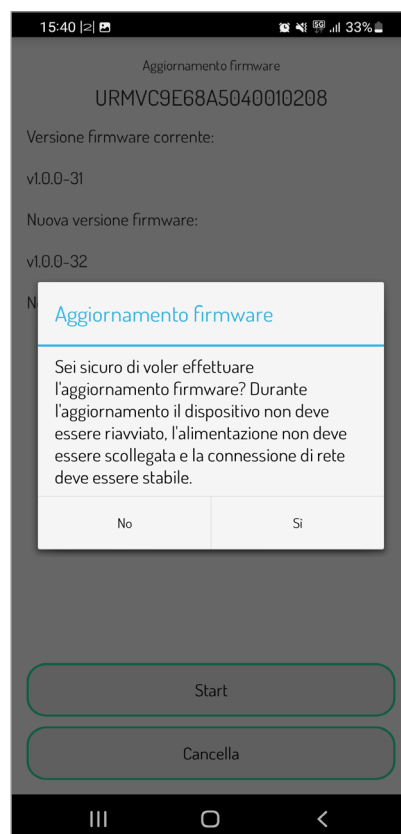 15:40 33%
Aggiornamento firmware
URMVC9E68A5040010208
Versione firmware corrente:
v1.0.0-31
Nuova versione firmware:
v1.0.0-32
Aggiornamento firmware
Sei sicuro di voler effettuare
l'aggiornamento firmware? Durante
l'aggiornamento il dispositivo non deve
essere riavviato, l'alimentazione non deve
essere scollegata e la connessione di rete
deve essere stabile.
No
Si
Start
Cancella